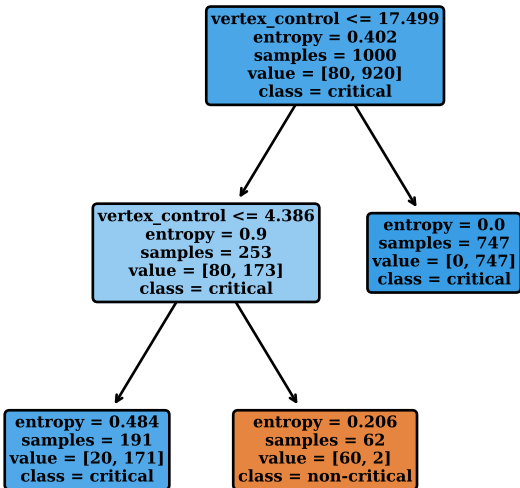 vertex_control <= 17.499
entropy = 0.402
samples = 1000
value = [80, 920]
class = critical
vertex_control <= 4.386
entropy = 0.9
samples = 253
value = [80, 173]
class = critical
entropy = 0.0
samples = 747
value = [0, 747]
class = critical
entropy = 0.484
samples = 191
value = [20, 171]
class = critical
entropy = 0.206
samples = 62
value = [60, 2]
class = non-critical